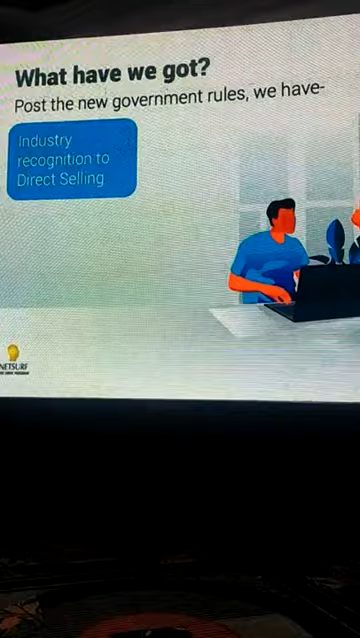 What have we got?
Post the new government rules, we have-
Industry
recognition to
Direct Selling
NETSURF